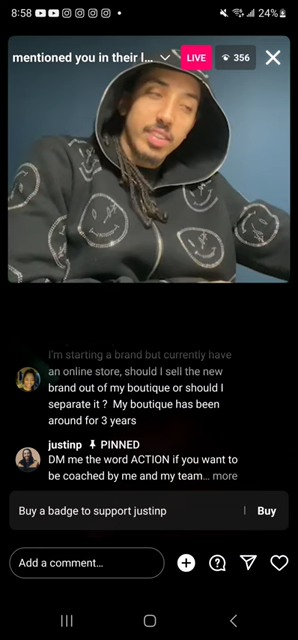 8:58
24%
mentioned you in their l...
LIVE
356
I'm starting a brand but currently have
an online store, should I sell the new
brand out of my boutique or should I
separate it ? My boutique has been
around for 3 years
justinp PINNED
DM me the word ACTION if you want to
be coached by me and my team... more
Buy a badge to support justinp
Buy
Add a comment...